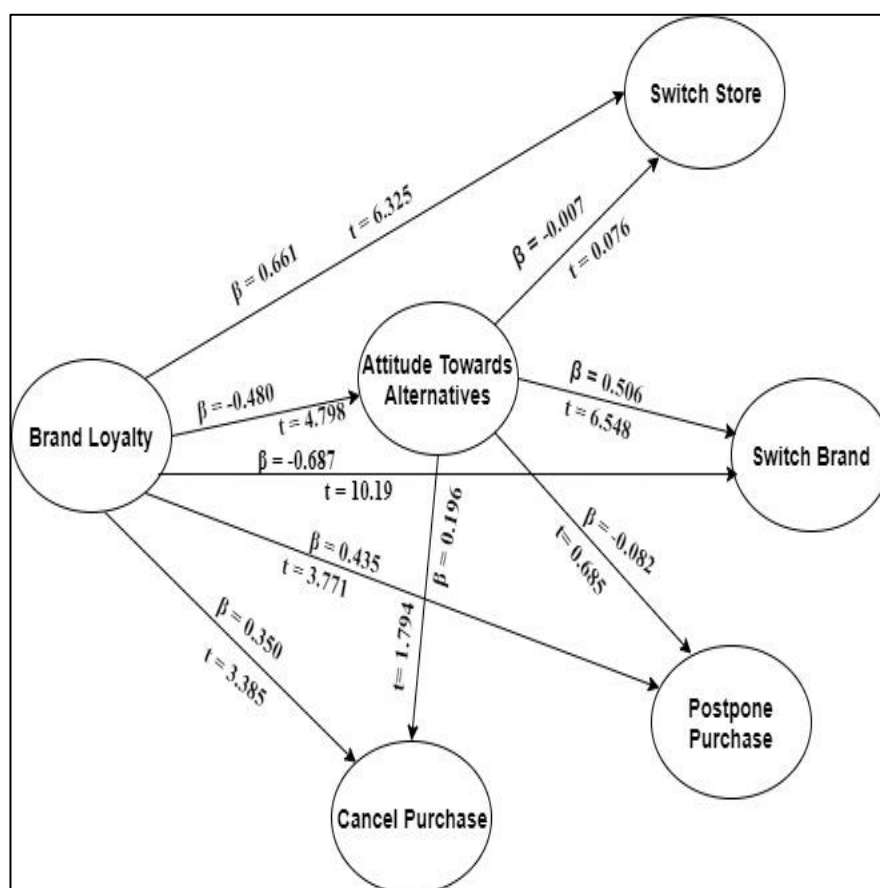 Switch Store
t = 6.325
β = 0.661
β = -0.007
t = 0.076
Attitude Towards
Alternatives
β = -0.480
t = 4.798
β = 0.506
t = 6.548
Brand Loyalty
Switch Brand
β = -0.687
t = 10.19
β = 0.196
t= 1.794
β = -0.082
t= 0.685
β = 0.435
t = 3.771
β = 0.350
t = 3.385
Postpone
Purchase
Cancel Purchase